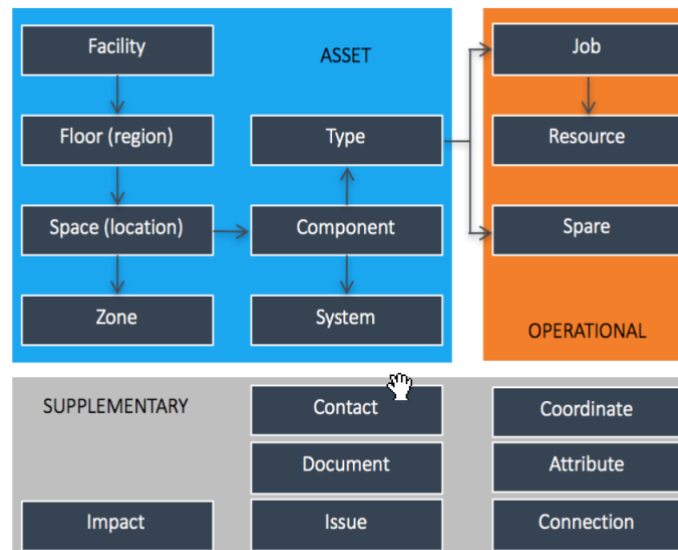 Facility
ASSET
Job
Floor (region)
Type
Resource
Space (location)
Component
Spare
Zone
System
OPERATIONAL
SUPPLEMENTARY
Contact
Coordinate
Document
Attribute
Impact
Issue
Connection